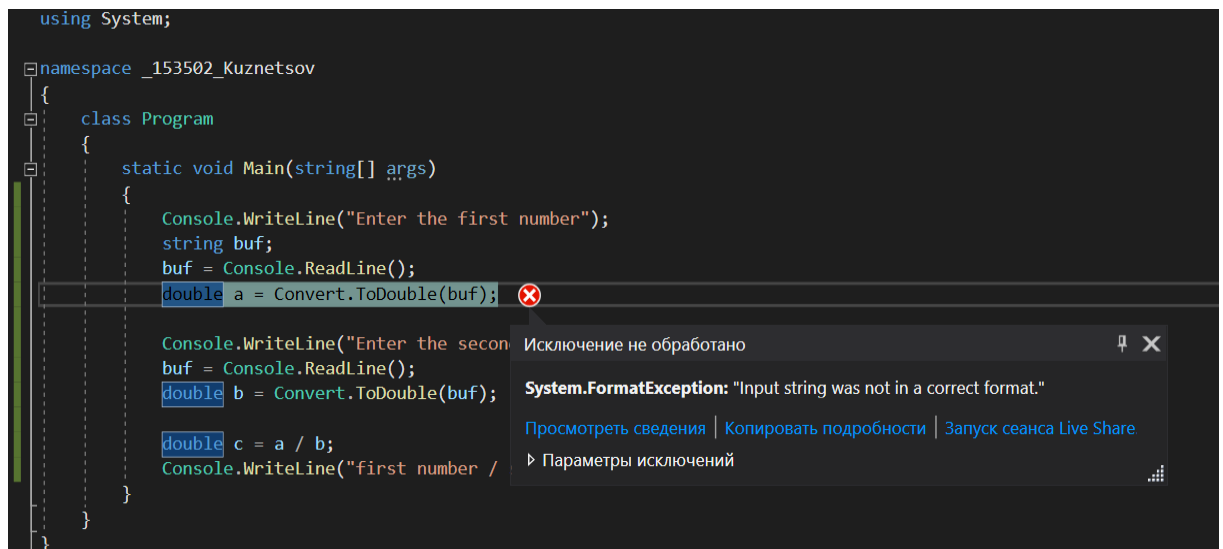 using System;
namespace _153502_Kuznetsov
{
class Program
{
static void Main(string[] args)
{
Console.WriteLine("Enter the first number");
string buf;
buf = Console.ReadLine();
double a = Convert.ToDouble(buf);
Console.WriteLine("Enter the secon
buf = Console.ReadLine();
double b = Convert.ToDouble(buf);
double c = a / b;
Console.WriteLine("first number /
}
}
}
Исключение не обработано
System.FormatException: "Input string was not in a correct format."
Просмотреть сведения | Копировать подробности | Запуск сеанса Live Share.
Параметры исключений